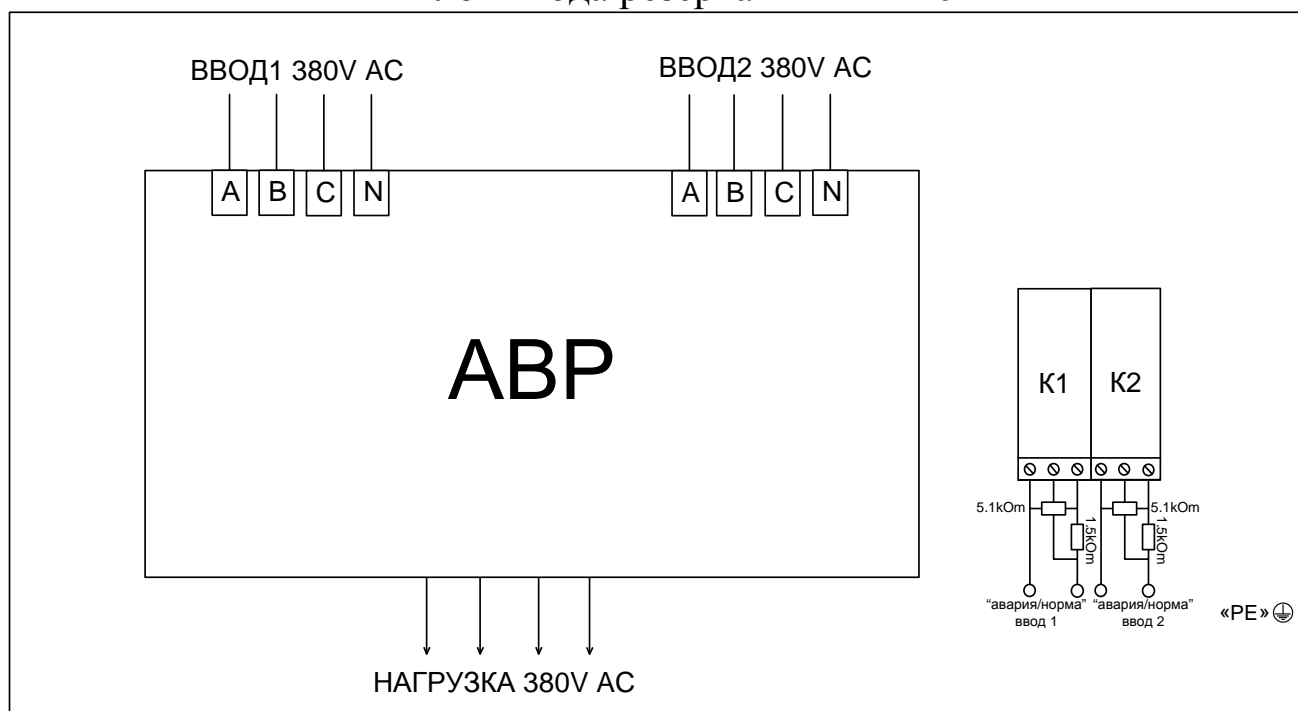 ВВОД1 380V AC
ВВОД2 380V AC
A B C N
A B C N
АВР
К1 К2
5.1kOm
5.1kOm
1,5kOm
1,5kOm
“авария/норма”
ввод 1
“авария/норма”
ввод 2
«PE»
НАГРУЗКА 380V AC